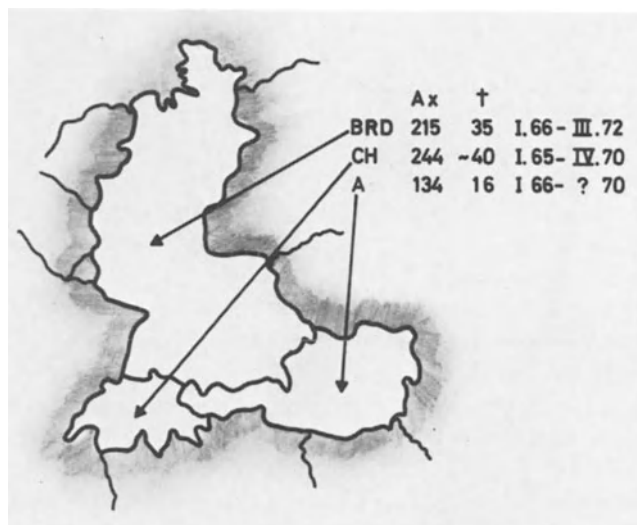 Ax †
BRD 215 35 I.66 - III.72
CH 244 ~40 I.65 - IV.70
A 134 16 I 66 - ? 70